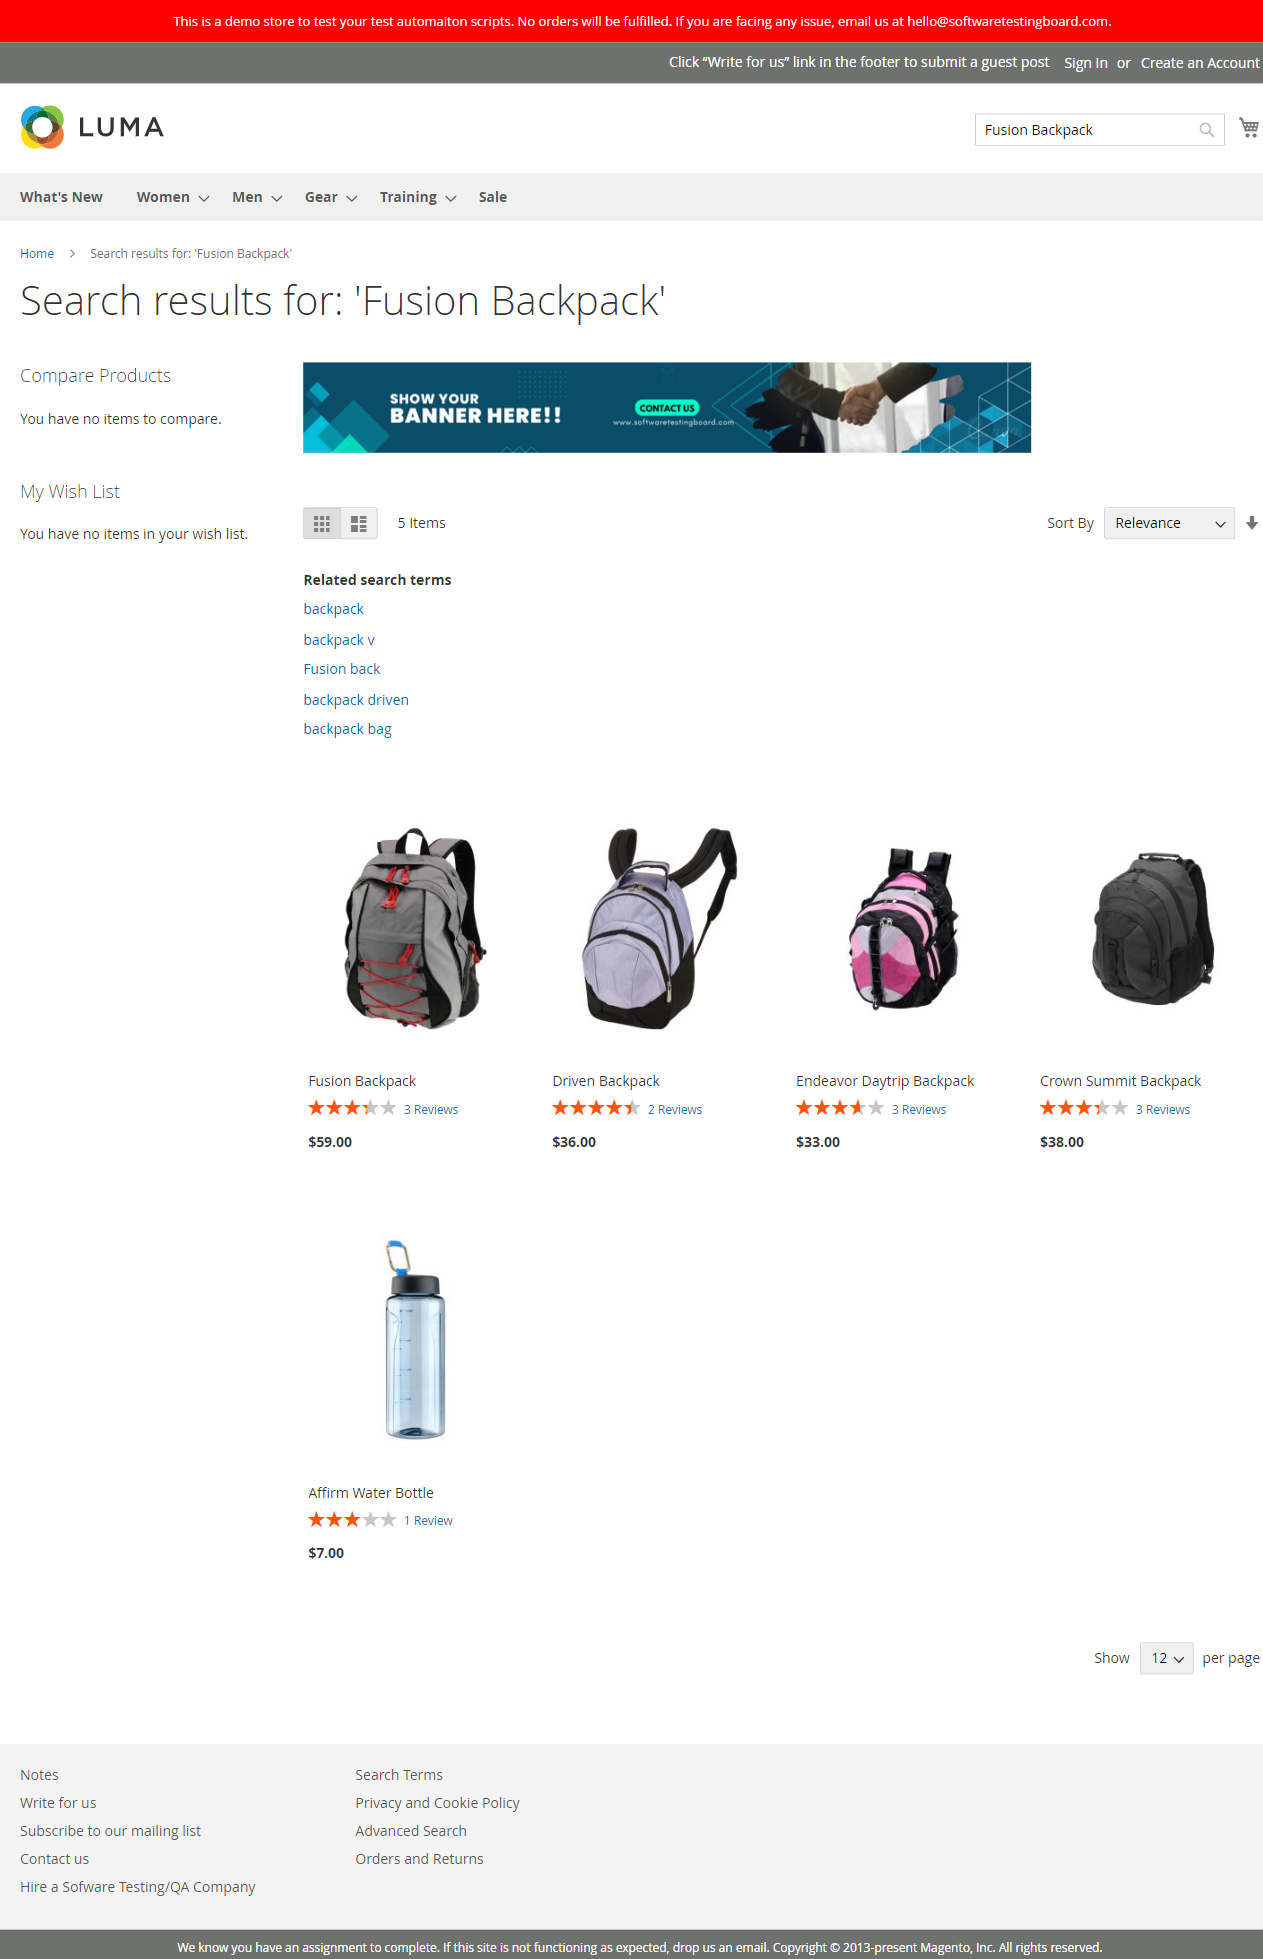 This is a demo store to test your test automaiton scripts. No orders will be fulfilled. If you are facing any issue, email us at hello@softwaretestingboard.com.
Click “Write for us” link in the footer to submit a guest post Sign In or Create an Account
LUMA
Fusion Backpack
What's New Women Men Gear Training Sale
Home Search results for: 'Fusion Backpack'
Search results for: 'Fusion Backpack'
Compare Products
You have no items to compare.
My Wish List
You have no items in your wish list.
SHOW YOUR
BANNER HERE!!
CONTACT US
www.softwaretestingboard.com
5 Items
Sort By Relevance
Related search terms
backpack
backpack v
Fusion back
backpack driven
backpack bag
Fusion Backpack
3 Reviews
$59.00
Driven Backpack
2 Reviews
$36.00
Endeavor Daytrip Backpack
3 Reviews
$33.00
Crown Summit Backpack
3 Reviews
$38.00
Affirm Water Bottle
1 Review
$7.00
Show 12 per page
Notes
Write for us
Subscribe to our mailing list
Contact us
Hire a Sofware Testing/QA Company
Search Terms
Privacy and Cookie Policy
Advanced Search
Orders and Returns
We know you have an assignment to complete. If this site is not functioning as expected, drop us an email. Copyright © 2013-present Magento, Inc. All rights reserved.